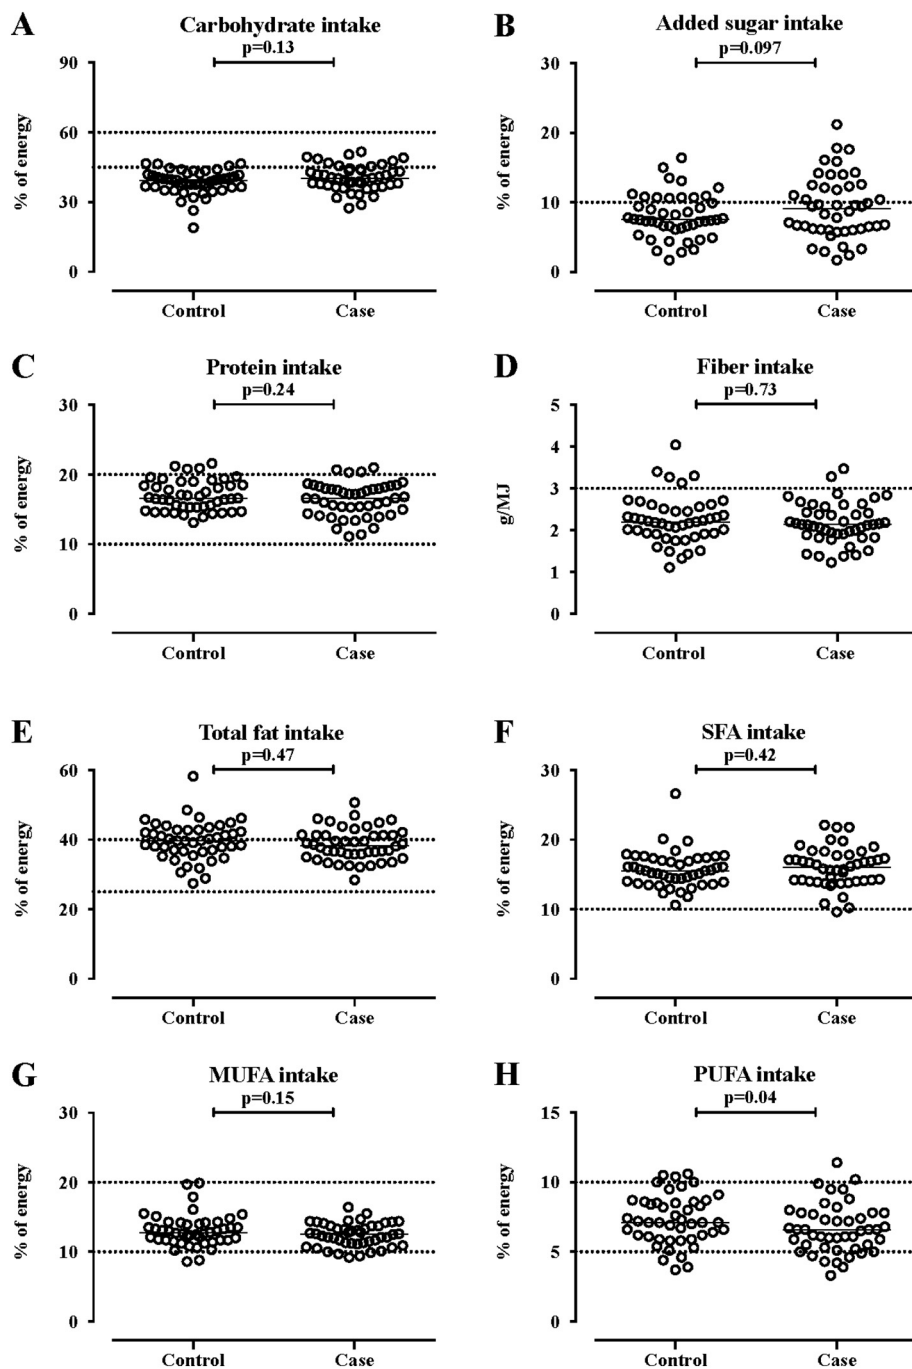 A
Carbohydrate intake
p=0.13
90
60
30
0
% of energy
Control
Case
B
Added sugar intake
p=0.097
30
20
10
0
% of energy
Control
Case
C
Protein intake
p=0.24
30
20
10
0
% of energy
Control
Case
D
Fiber intake
p=0.73
5
4
3
2
1
0
g/MJ
Control
Case
E
Total fat intake
p=0.47
60
40
20
0
% of energy
Control
Case
F
SFA intake
p=0.42
30
20
10
0
% of energy
Control
Case
G
MUFA intake
p=0.15
30
20
10
0
% of energy
Control
Case
H
PUFA intake
p=0.04
15
10
5
0
% of energy
Control
Case